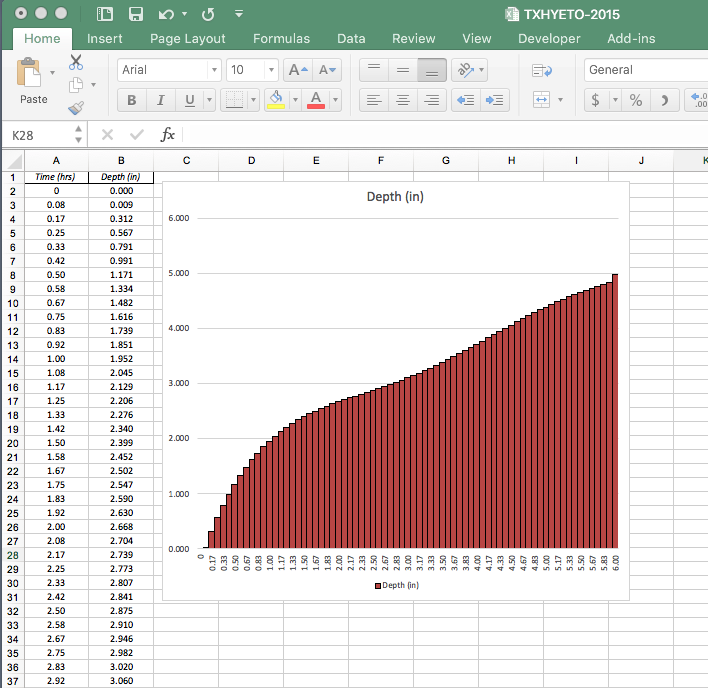 TXHYETO-2015
Home Insert Page Layout Formulas Data Review View Developer Add-ins
Paste
Arial 10 A A
B I U A
General
$ % )
K28 fx
A B C D E F G H I J K
1 Time (hrs) Depth (in)
2 0 0.000
3 0.08 0.009
4 0.17 0.312
5 0.25 0.567
6 0.33 0.791
7 0.42 0.991
8 0.50 1.171
9 0.58 1.334
10 0.67 1.482
11 0.75 1.616
12 0.83 1.739
13 0.92 1.851
14 1.00 1.952
15 1.08 2.045
16 1.17 2.129
17 1.25 2.206
18 1.33 2.276
19 1.42 2.340
20 1.50 2.399
21 1.58 2.452
22 1.67 2.502
23 1.75 2.547
24 1.83 2.590
25 1.92 2.630
26 2.00 2.668
27 2.08 2.704
28 2.17 2.739
29 2.25 2.773
30 2.33 2.807
31 2.42 2.841
32 2.50 2.875
33 2.58 2.910
34 2.67 2.946
35 2.75 2.982
36 2.83 3.020
37 2.92 3.060
Depth (in)
6.000
5.000
4.000
3.000
2.000
1.000
0.000
0 0.17 0.33 0.50 0.67 0.83 1.00 1.17 1.33 1.50 1.67 1.83 2.00 2.17 2.33 2.50 2.67 2.83 3.00 3.17 3.33 3.50 3.67 3.83 4.00 4.17 4.33 4.50 4.67 4.83 5.00 5.17 5.33 5.50 5.67 5.83 6.00
Depth (in)